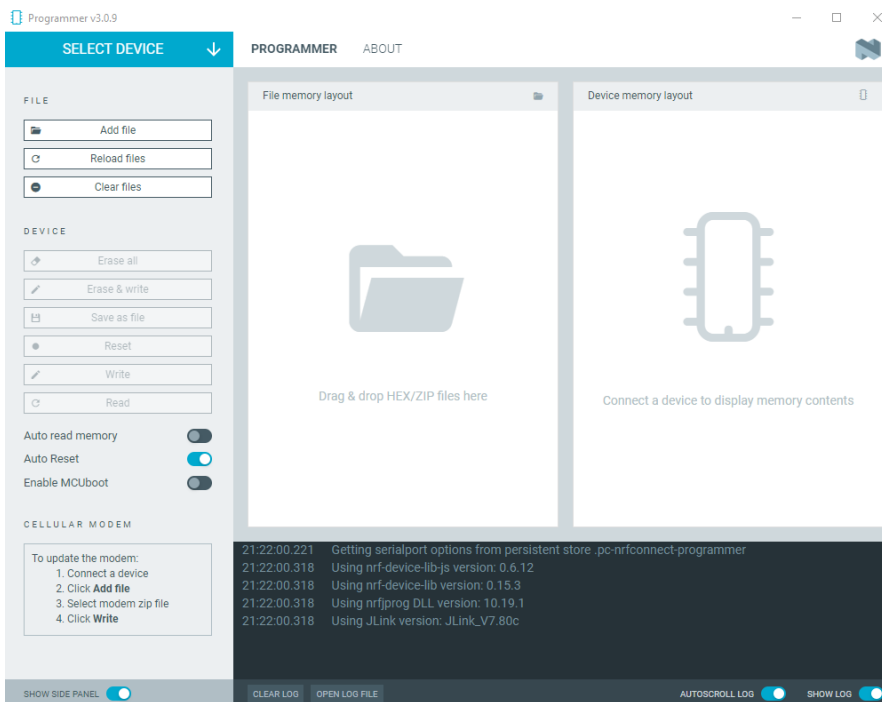 Programmer v3.0.9
SELECT DEVICE
PROGRAMMER ABOUT
FILE
Add file
Reload files
Clear files
DEVICE
Erase all
Erase & write
Save as file
Reset
Write
Read
Auto read memory
Auto Reset
Enable MCUboot
CELLULAR MODEM
To update the modem:
1. Connect a device
2. Click Add file
3. Select modem zip file
4. Click Write
SHOW SIDE PANEL
File memory layout
Drag & drop HEX/ZIP files here
Device memory layout
Connect a device to display memory contents
21:22:00.221 Getting serialport options from persistent store .pc-nrfconnect-programmer
21:22:00.318 Using nrf-device-lib-js version: 0.6.12
21:22:00.318 Using nrf-device-lib version: 0.15.3
21:22:00.318 Using nrfjprog DLL version: 10.19.1
21:22:00.318 Using JLink version: JLink_V7.80c
CLEAR LOG OPEN LOG FILE AUTOSCROLL LOG SHOW LOG